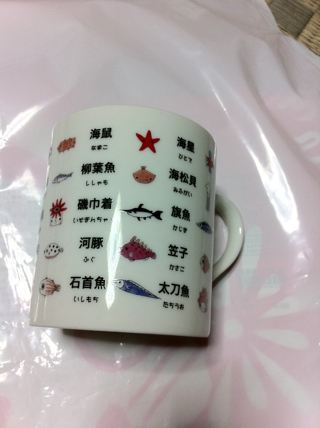 海鼠
なまこ
海星
ひとで
柳葉魚
ししゃも
海松貝
みるがい
磯巾着
いそぎんちゃ
旗魚
かじき
河豚
ふぐ
笠子
かさご
石首魚
いしもち
太刀魚
たちうお